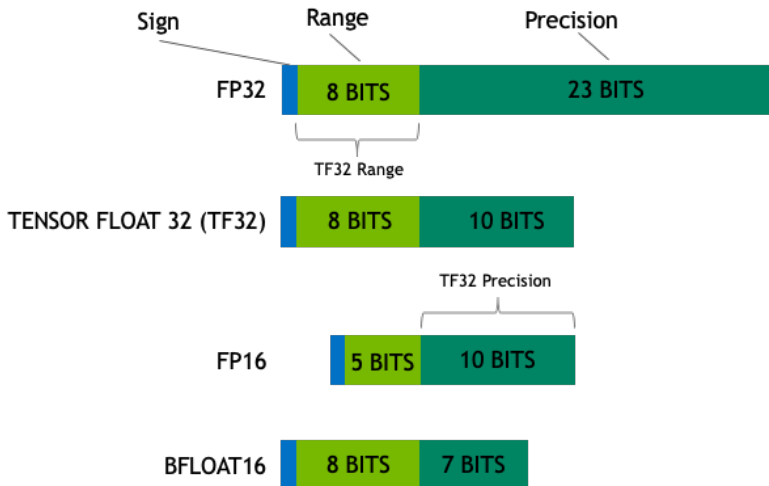 Sign Range Precision
FP32 8 BITS 23 BITS
TF32 Range
TENSOR FLOAT 32 (TF32) 8 BITS 10 BITS
TF32 Precision
FP16 5 BITS 10 BITS
BFLOAT16 8 BITS 7 BITS